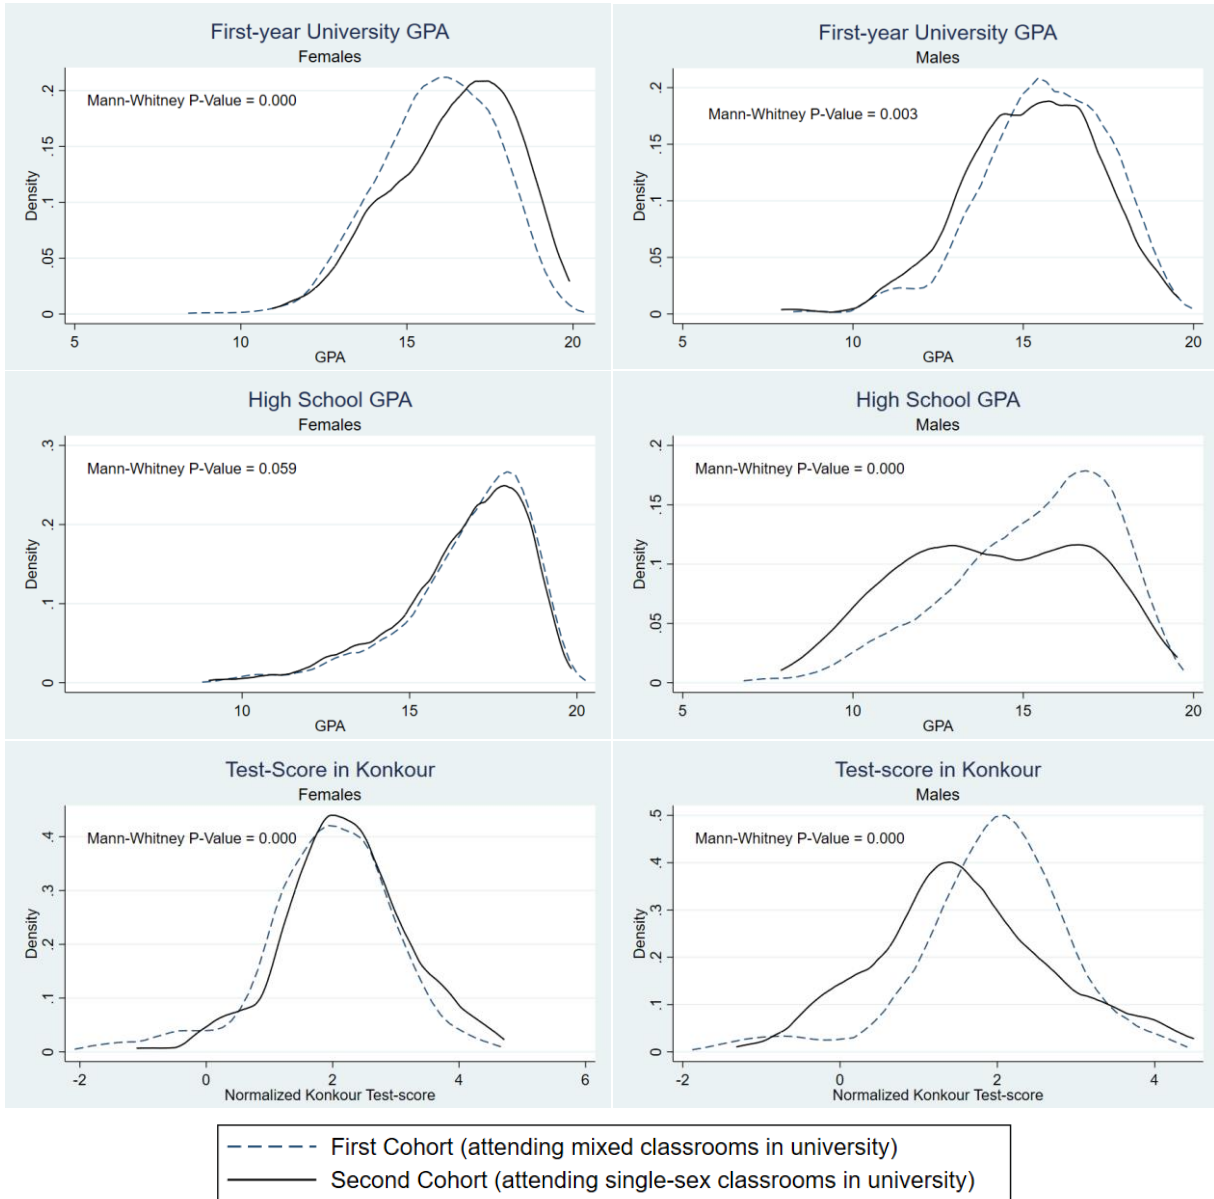 First-year University GPA
Females
Mann-Whitney P-Value = 0.000
Density
0
.05
.1
.15
.2
5
10
15
20
GPA
First-year University GPA
Males
Mann-Whitney P-Value = 0.003
Density
0
.05
.1
.15
.2
5
10
15
20
GPA
High School GPA
Females
Mann-Whitney P-Value = 0.059
Density
0
.1
.2
.3
10
15
20
GPA
High School GPA
Males
Mann-Whitney P-Value = 0.000
Density
0
.05
.1
.15
.2
5
10
15
20
GPA
Test-Score in Konkour
Females
Mann-Whitney P-Value = 0.000
Density
0
.1
.2
.3
.4
-2
0
2
4
6
Normalized Konkour Test-score
Test-score in Konkour
Males
Mann-Whitney P-Value = 0.000
Density
0
.1
.2
.3
.4
.5
-2
0
2
4
Normalized Konkour Test-score
First Cohort (attending mixed classrooms in university)
Second Cohort (attending single-sex classrooms in university)